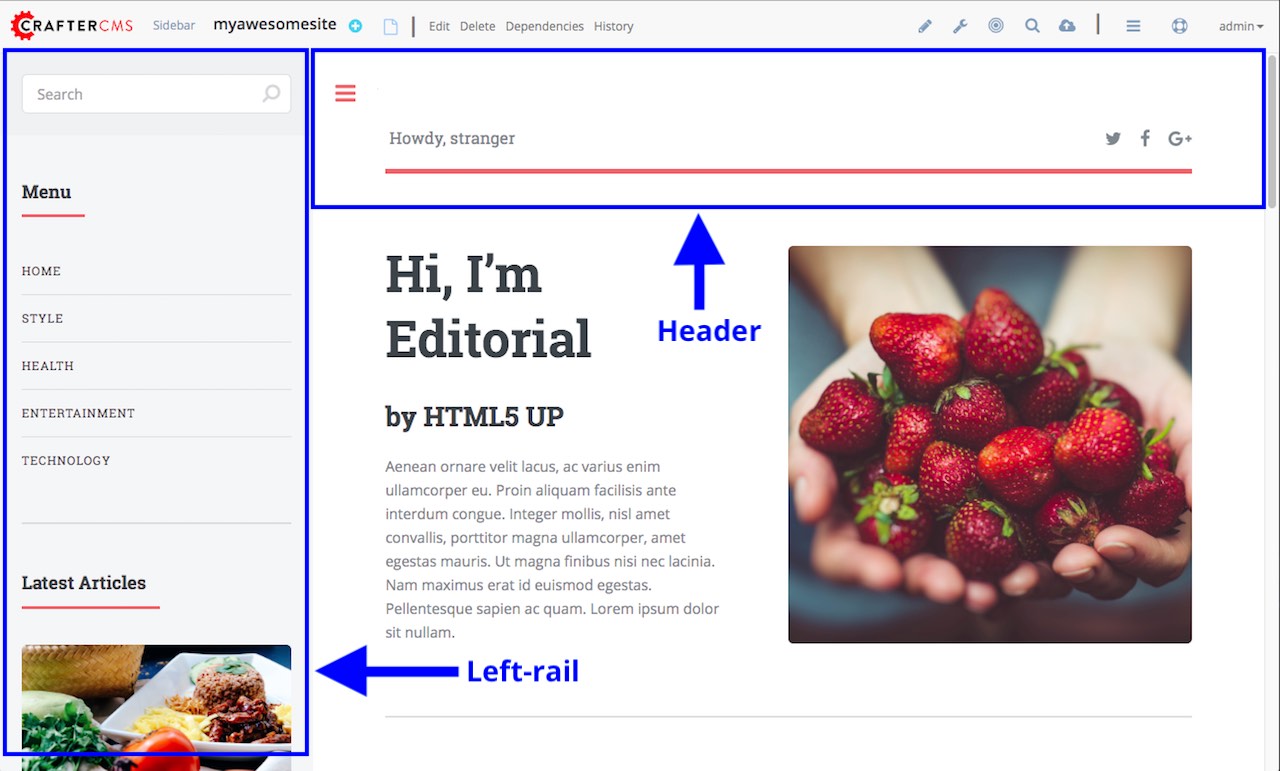 CRAFTERCMS Sidebar myawesomesite Edit Delete Dependencies History admin
Search
Menu
HOME
STYLE
HEALTH
ENTERTAINMENT
TECHNOLOGY
Latest Articles
Howdy, stranger G+
Header
Hi, I’m
Editorial
by HTML5 UP
Aenean ornare velit lacus, ac varius enim
ullamcorper eu. Proin aliquam facilisis ante
interdum congue. Integer mollis, nisl amet
convallis, porttitor magna ullamcorper, amet
egestas mauris. Ut magna finibus nisi nec lacinia.
Nam maximus erat id euismod egestas.
Pellentesque sapien ac quam. Lorem ipsum dolor
sit nullam.
Left-rail